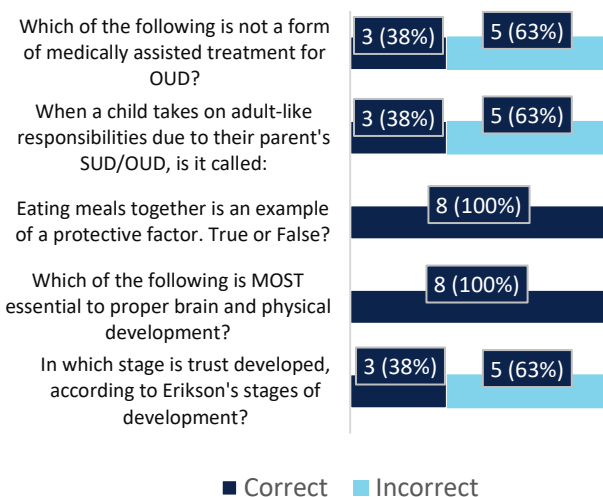 Which of the following is not a form
of medically assisted treatment for
OUD?
3 (38%)
5 (63%)
When a child takes on adult-like
responsibilities due to their parent's
SUD/OUD, is it called:
3 (38%)
5 (63%)
Eating meals together is an example
of a protective factor. True or False?
8 (100%)
Which of the following is MOST
essential to proper brain and physical
development?
8 (100%)
In which stage is trust developed,
according to Erikson's stages of
development?
3 (38%)
5 (63%)
Correct
Incorrect